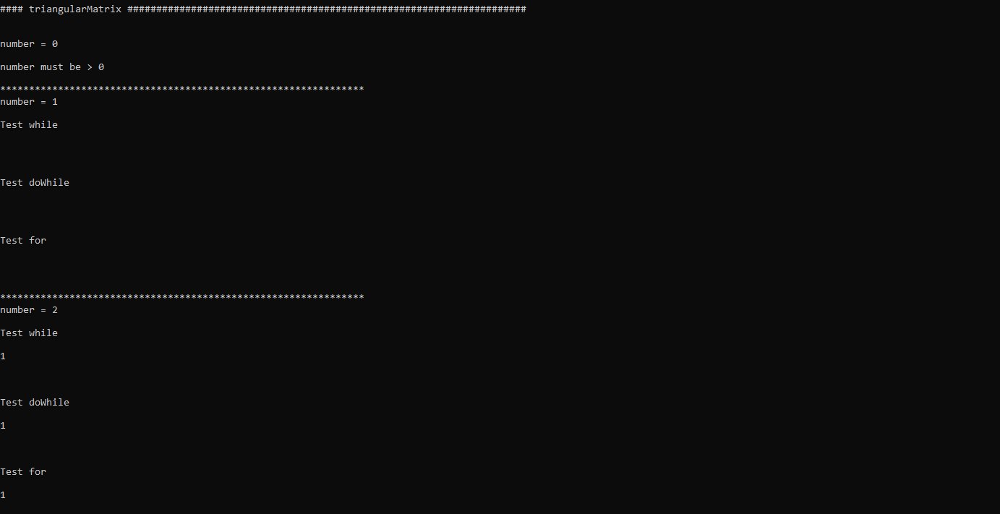 #### triangularMatrix #####################################################################
number = 0
number must be > 0
***************************************************************
number = 1
Test while
Test doWhile
Test for
***************************************************************
number = 2
Test while
1
Test doWhile
1
Test for
1